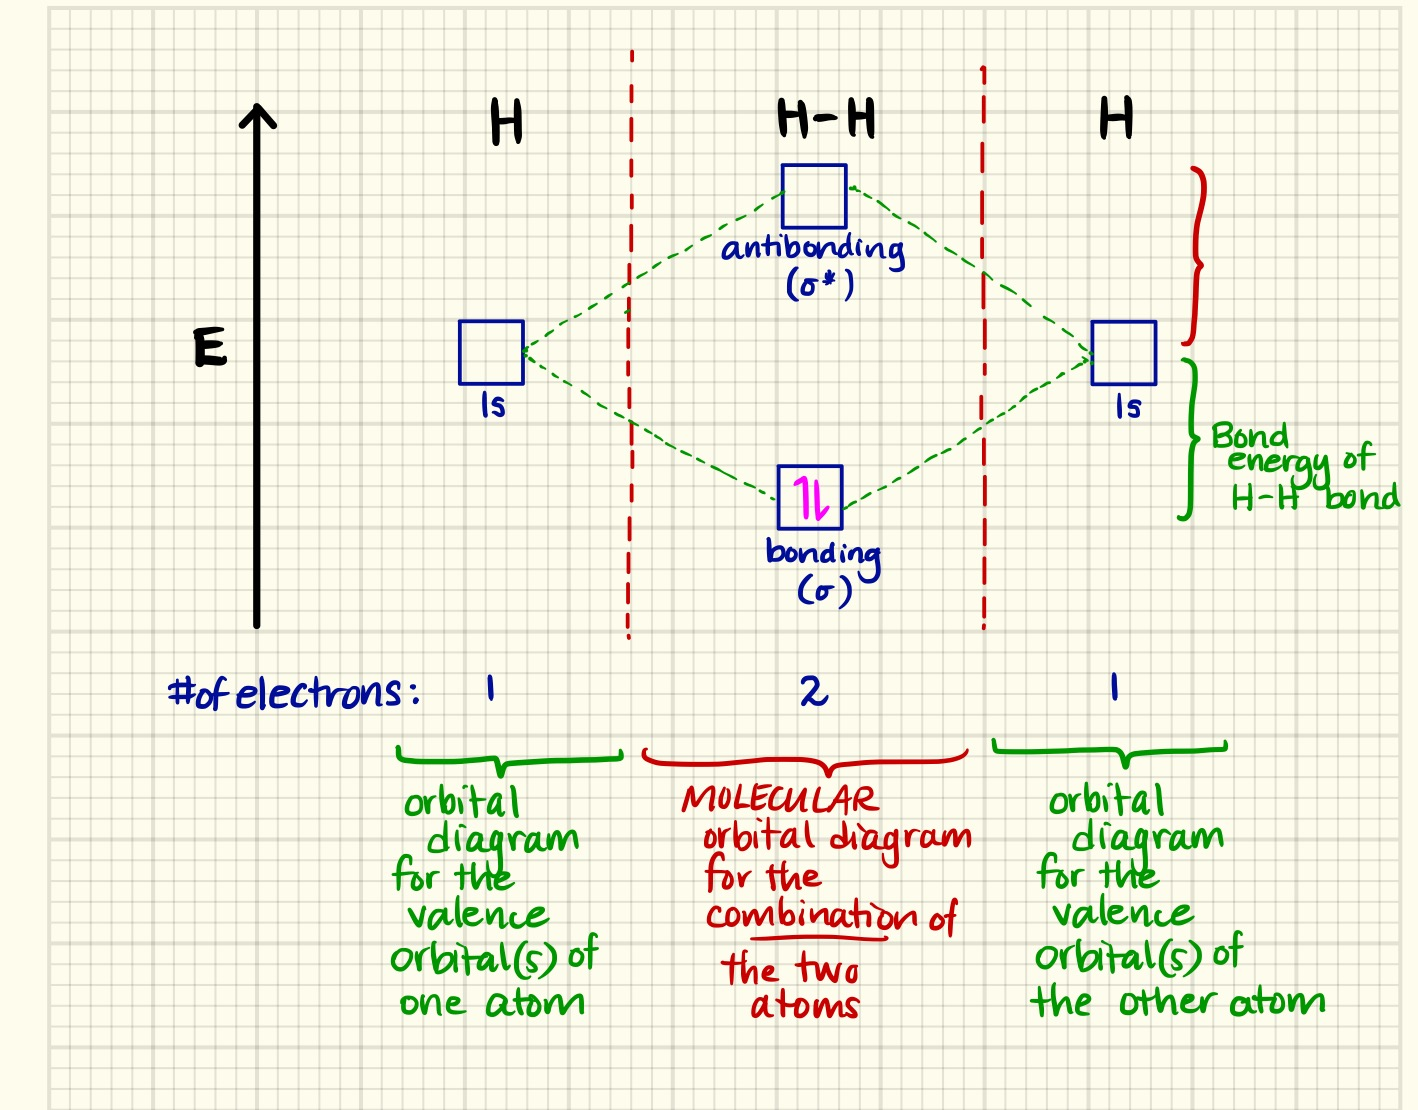 H
H-H
H
antibonding
(σ*)
E
1s
1s
Bond
energy of
H-H bond
↿⇂
bonding
(σ)
# of electrons: 1 2 1
orbital
diagram
for the
valence
orbital(s) of
one atom
MOLECULAR
orbital diagram
for the
combination of
the two
atoms
orbital
diagram
for the
valence
orbital(s) of
the other atom